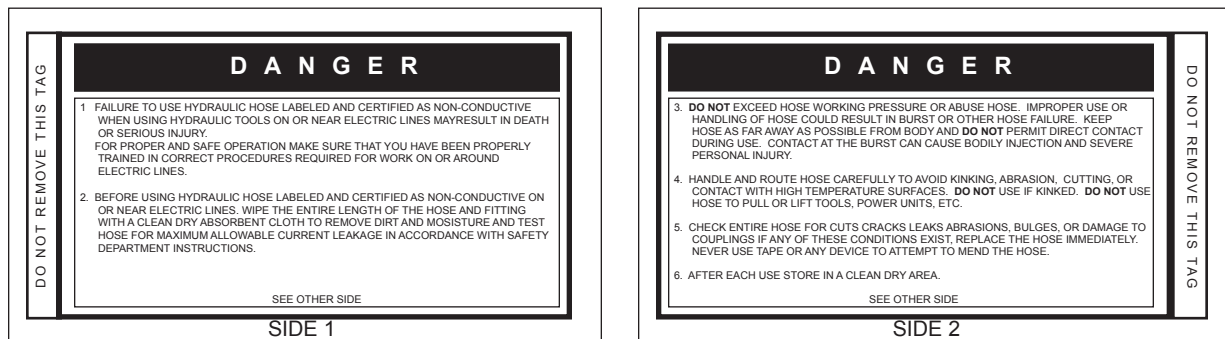 DO NOT REMOVE THIS TAG
D A N G E R
1 FAILURE TO USE HYDRAULIC HOSE LABELED AND CERTIFIED AS NON-CONDUCTIVE
WHEN USING HYDRAULIC TOOLS ON OR NEAR ELECTRIC LINES MAYRESULT IN DEATH
OR SERIOUS INJURY.
FOR PROPER AND SAFE OPERATION MAKE SURE THAT YOU HAVE BEEN PROPERLY
TRAINED IN CORRECT PROCEDURES REQUIRED FOR WORK ON OR AROUND
ELECTRIC LINES.
2. BEFORE USING HYDRAULIC HOSE LABELED AND CERTIFIED AS NON-CONDUCTIVE ON
OR NEAR ELECTRIC LINES. WIPE THE ENTIRE LENGTH OF THE HOSE AND FITTING
WITH A CLEAN DRY ABSORBENT CLOTH TO REMOVE DIRT AND MOSISTURE AND TEST
HOSE FOR MAXIMUM ALLOWABLE CURRENT LEAKAGE IN ACCORDANCE WITH SAFETY
DEPARTMENT INSTRUCTIONS.
SEE OTHER SIDE
SIDE 1
D A N G E R
3. DO NOT EXCEED HOSE WORKING PRESSURE OR ABUSE HOSE. IMPROPER USE OR
HANDLING OF HOSE COULD RESULT IN BURST OR OTHER HOSE FAILURE. KEEP
HOSE AS FAR AWAY AS POSSIBLE FROM BODY AND DO NOT PERMIT DIRECT CONTACT
DURING USE. CONTACT AT THE BURST CAN CAUSE BODILY INJECTION AND SEVERE
PERSONAL INJURY.
4. HANDLE AND ROUTE HOSE CAREFULLY TO AVOID KINKING, ABRASION, CUTTING, OR
CONTACT WITH HIGH TEMPERATURE SURFACES. DO NOT USE IF KINKED. DO NOT USE
HOSE TO PULL OR LIFT TOOLS, POWER UNITS, ETC.
5. CHECK ENTIRE HOSE FOR CUTS CRACKS LEAKS ABRASIONS, BULGES, OR DAMAGE TO
COUPLINGS IF ANY OF THESE CONDITIONS EXIST, REPLACE THE HOSE IMMEDIATELY.
NEVER USE TAPE OR ANY DEVICE TO ATTEMPT TO MEND THE HOSE.
6. AFTER EACH USE STORE IN A CLEAN DRY AREA.
SEE OTHER SIDE
DO NOT REMOVE THIS TAG
SIDE 2